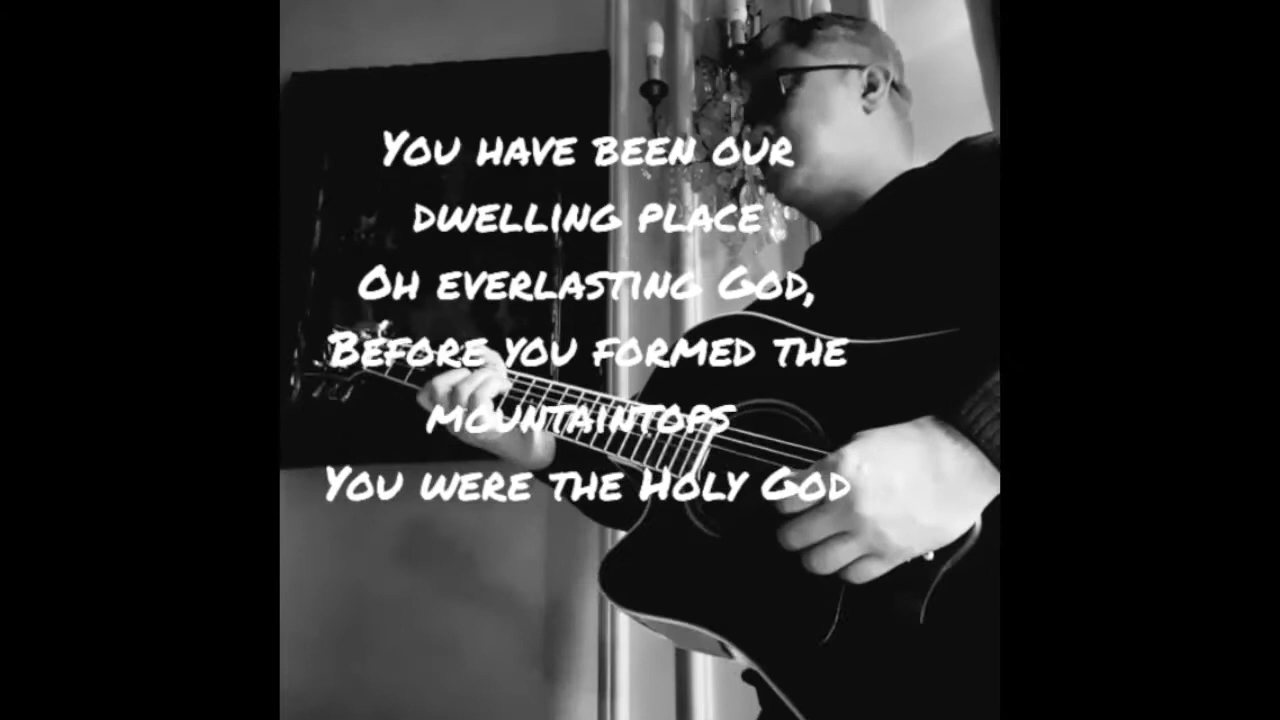 You have been our
dwelling place
Oh everlasting God,
Before you formed the
mountaintops
You were the Holy God